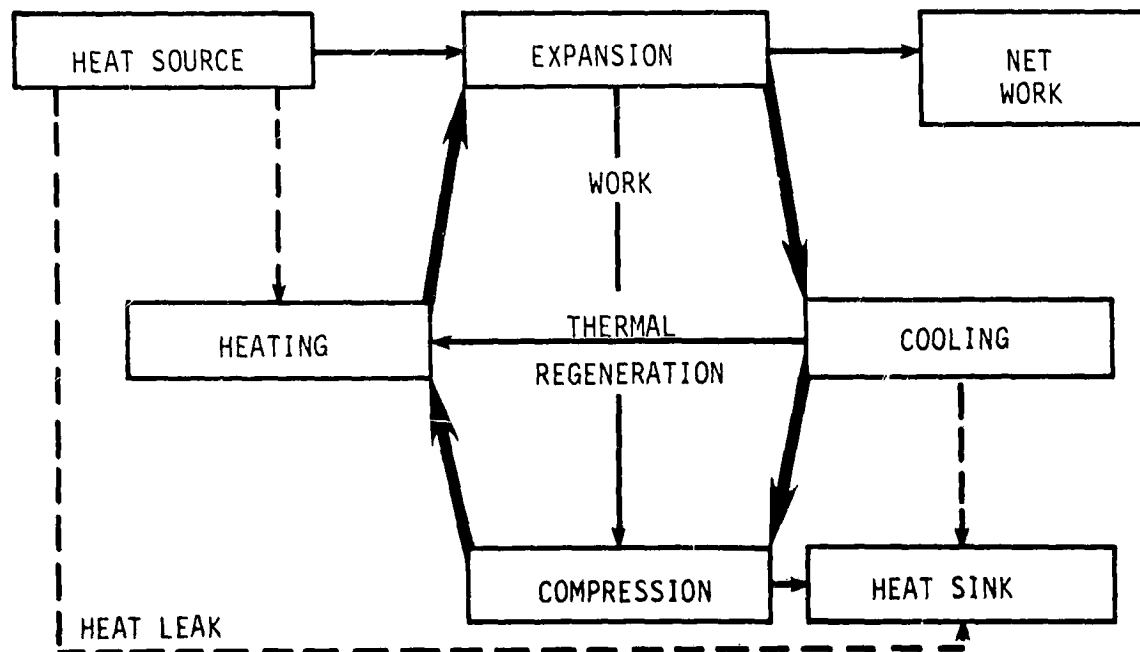 HEAT SOURCE
EXPANSION
NET
WORK
WORK
HEATING
THERMAL
REGENERATION
COOLING
COMPRESSION
HEAT SINK
HEAT LEAK